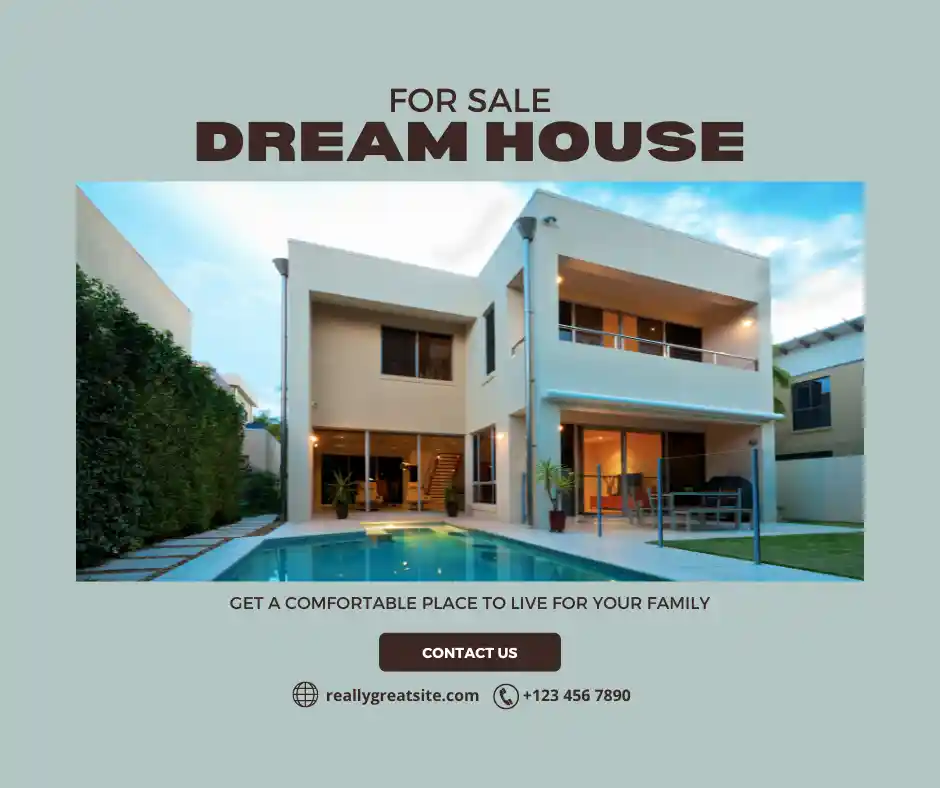 FOR SALE
DREAM HOUSE
GET A COMFORTABLE PLACE TO LIVE FOR YOUR FAMILY
CONTACT US
reallygreatsite.com +123 456 7890